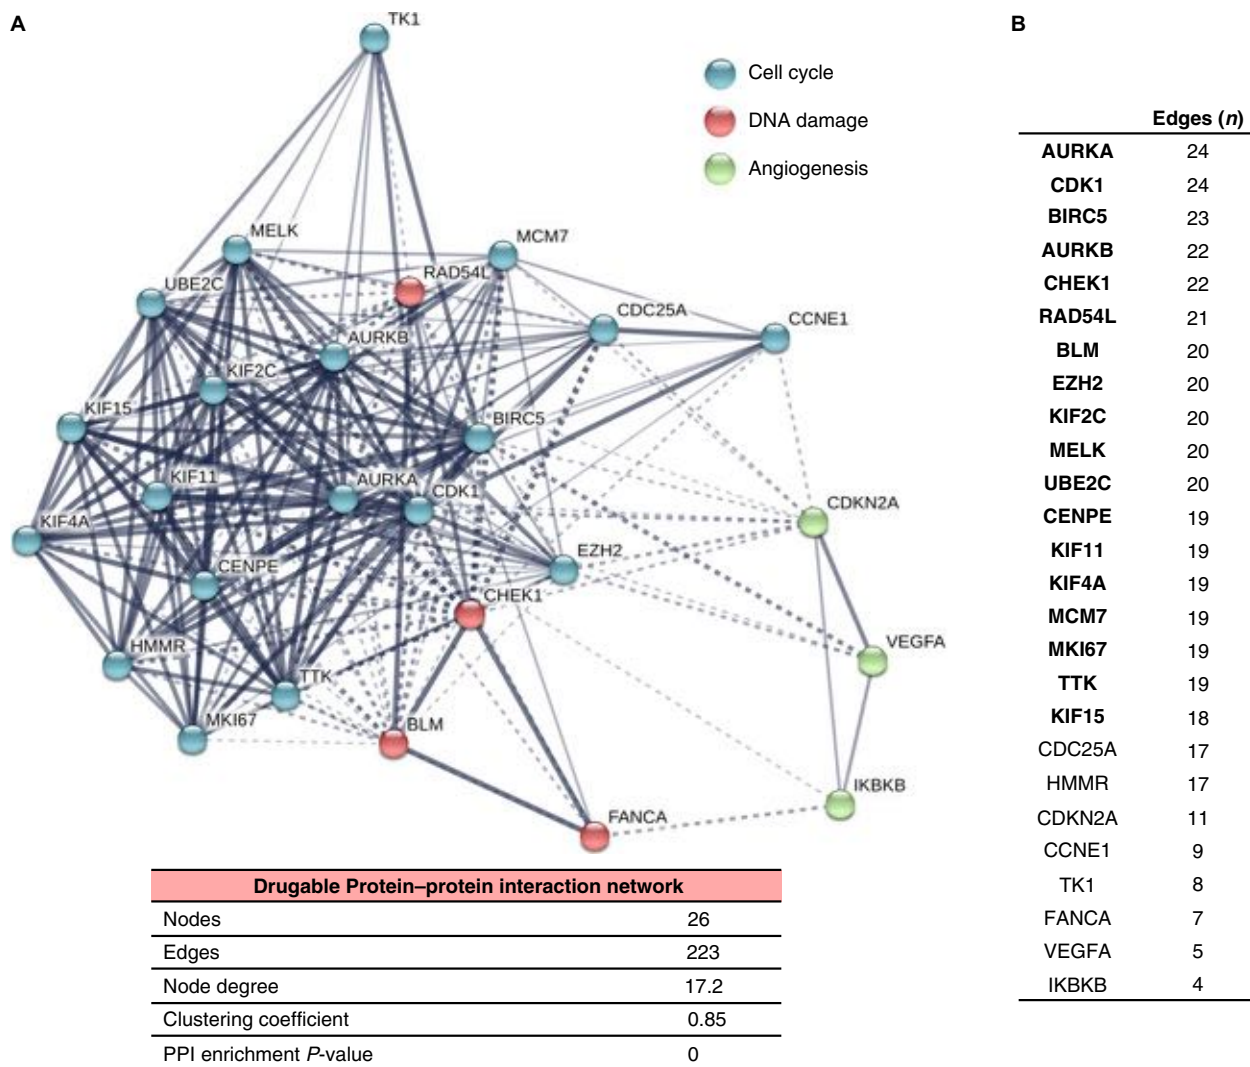 A
TK1
Cell cycle
DNA damage
Angiogenesis
MELK
MCM7
RAD54L
UBE2C
CDC25A
CCNE1
AURKB
KIF2C
KIF15
BIRC5
KIF11
AURKA
CDK1
CDKN2A
KIF4A
EZH2
CENPE
CHEK1
HMMR
VEGFA
TTK
MKI67
BLM
IKBKB
FANCA
Drugable Protein–protein interaction network
Nodes 26
Edges 223
Node degree 17.2
Clustering coefficient 0.85
PPI enrichment P-value 0
B
Edges (n)
AURKA 24
CDK1 24
BIRC5 23
AURKB 22
CHEK1 22
RAD54L 21
BLM 20
EZH2 20
KIF2C 20
MELK 20
UBE2C 20
CENPE 19
KIF11 19
KIF4A 19
MCM7 19
MKI67 19
TTK 19
KIF15 18
CDC25A 17
HMMR 17
CDKN2A 11
CCNE1 9
TK1 8
FANCA 7
VEGFA 5
IKBKB 4